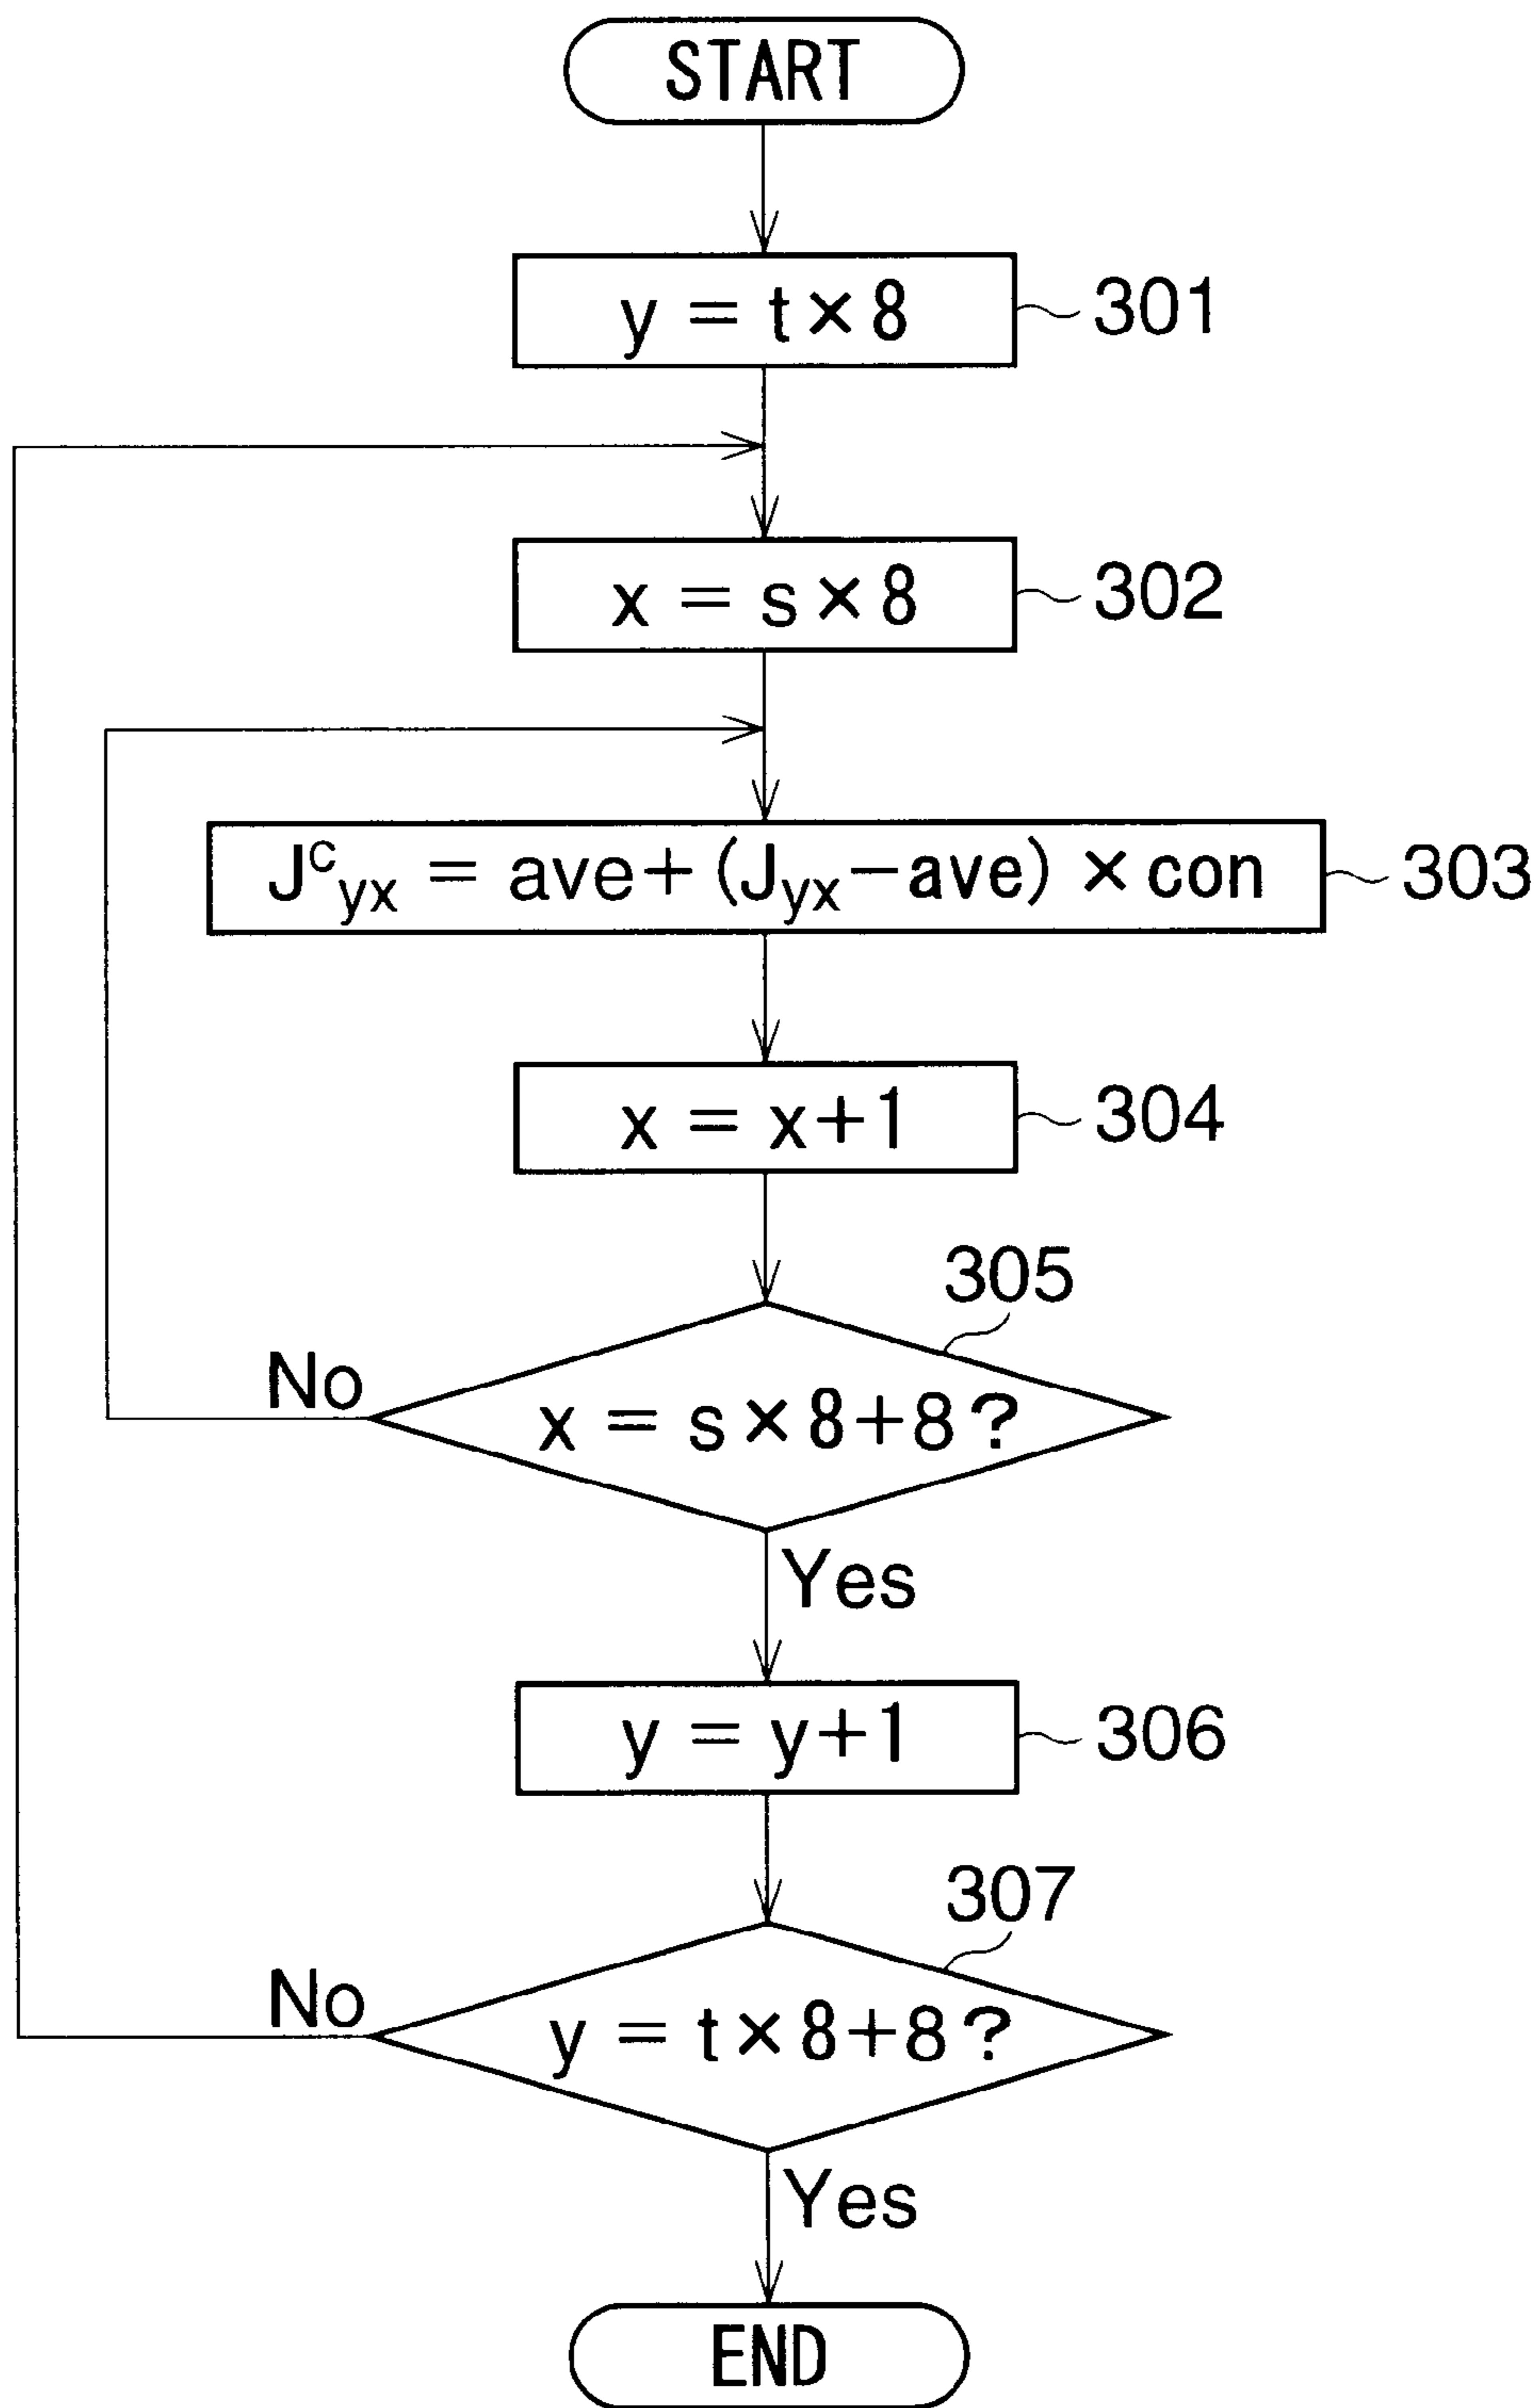 START
y = t×8
301
x = s×8
302
J^c_yx = ave+(J_yx−ave)×con
303
x = x+1
304
305
No
x = s×8+8?
Yes
y = y+1
306
307
No
y = t×8+8?
Yes
END